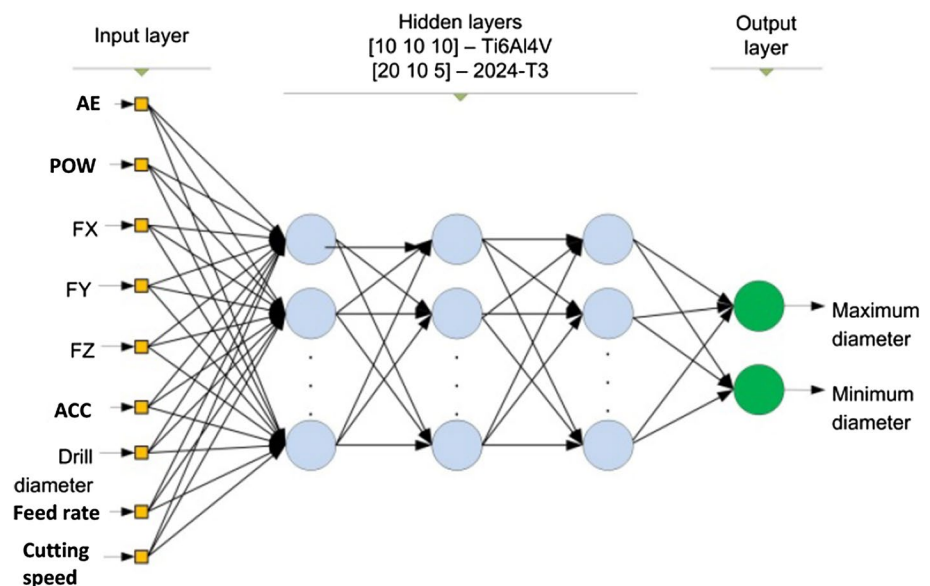 Input layer
Hidden layers
[10 10 10] – Ti6Al4V
[20 10 5] – 2024-T3
Output
layer
AE
POW
FX
FY
FZ
ACC
Drill
diameter
Feed rate
Cutting
speed
Maximum
diameter
Minimum
diameter